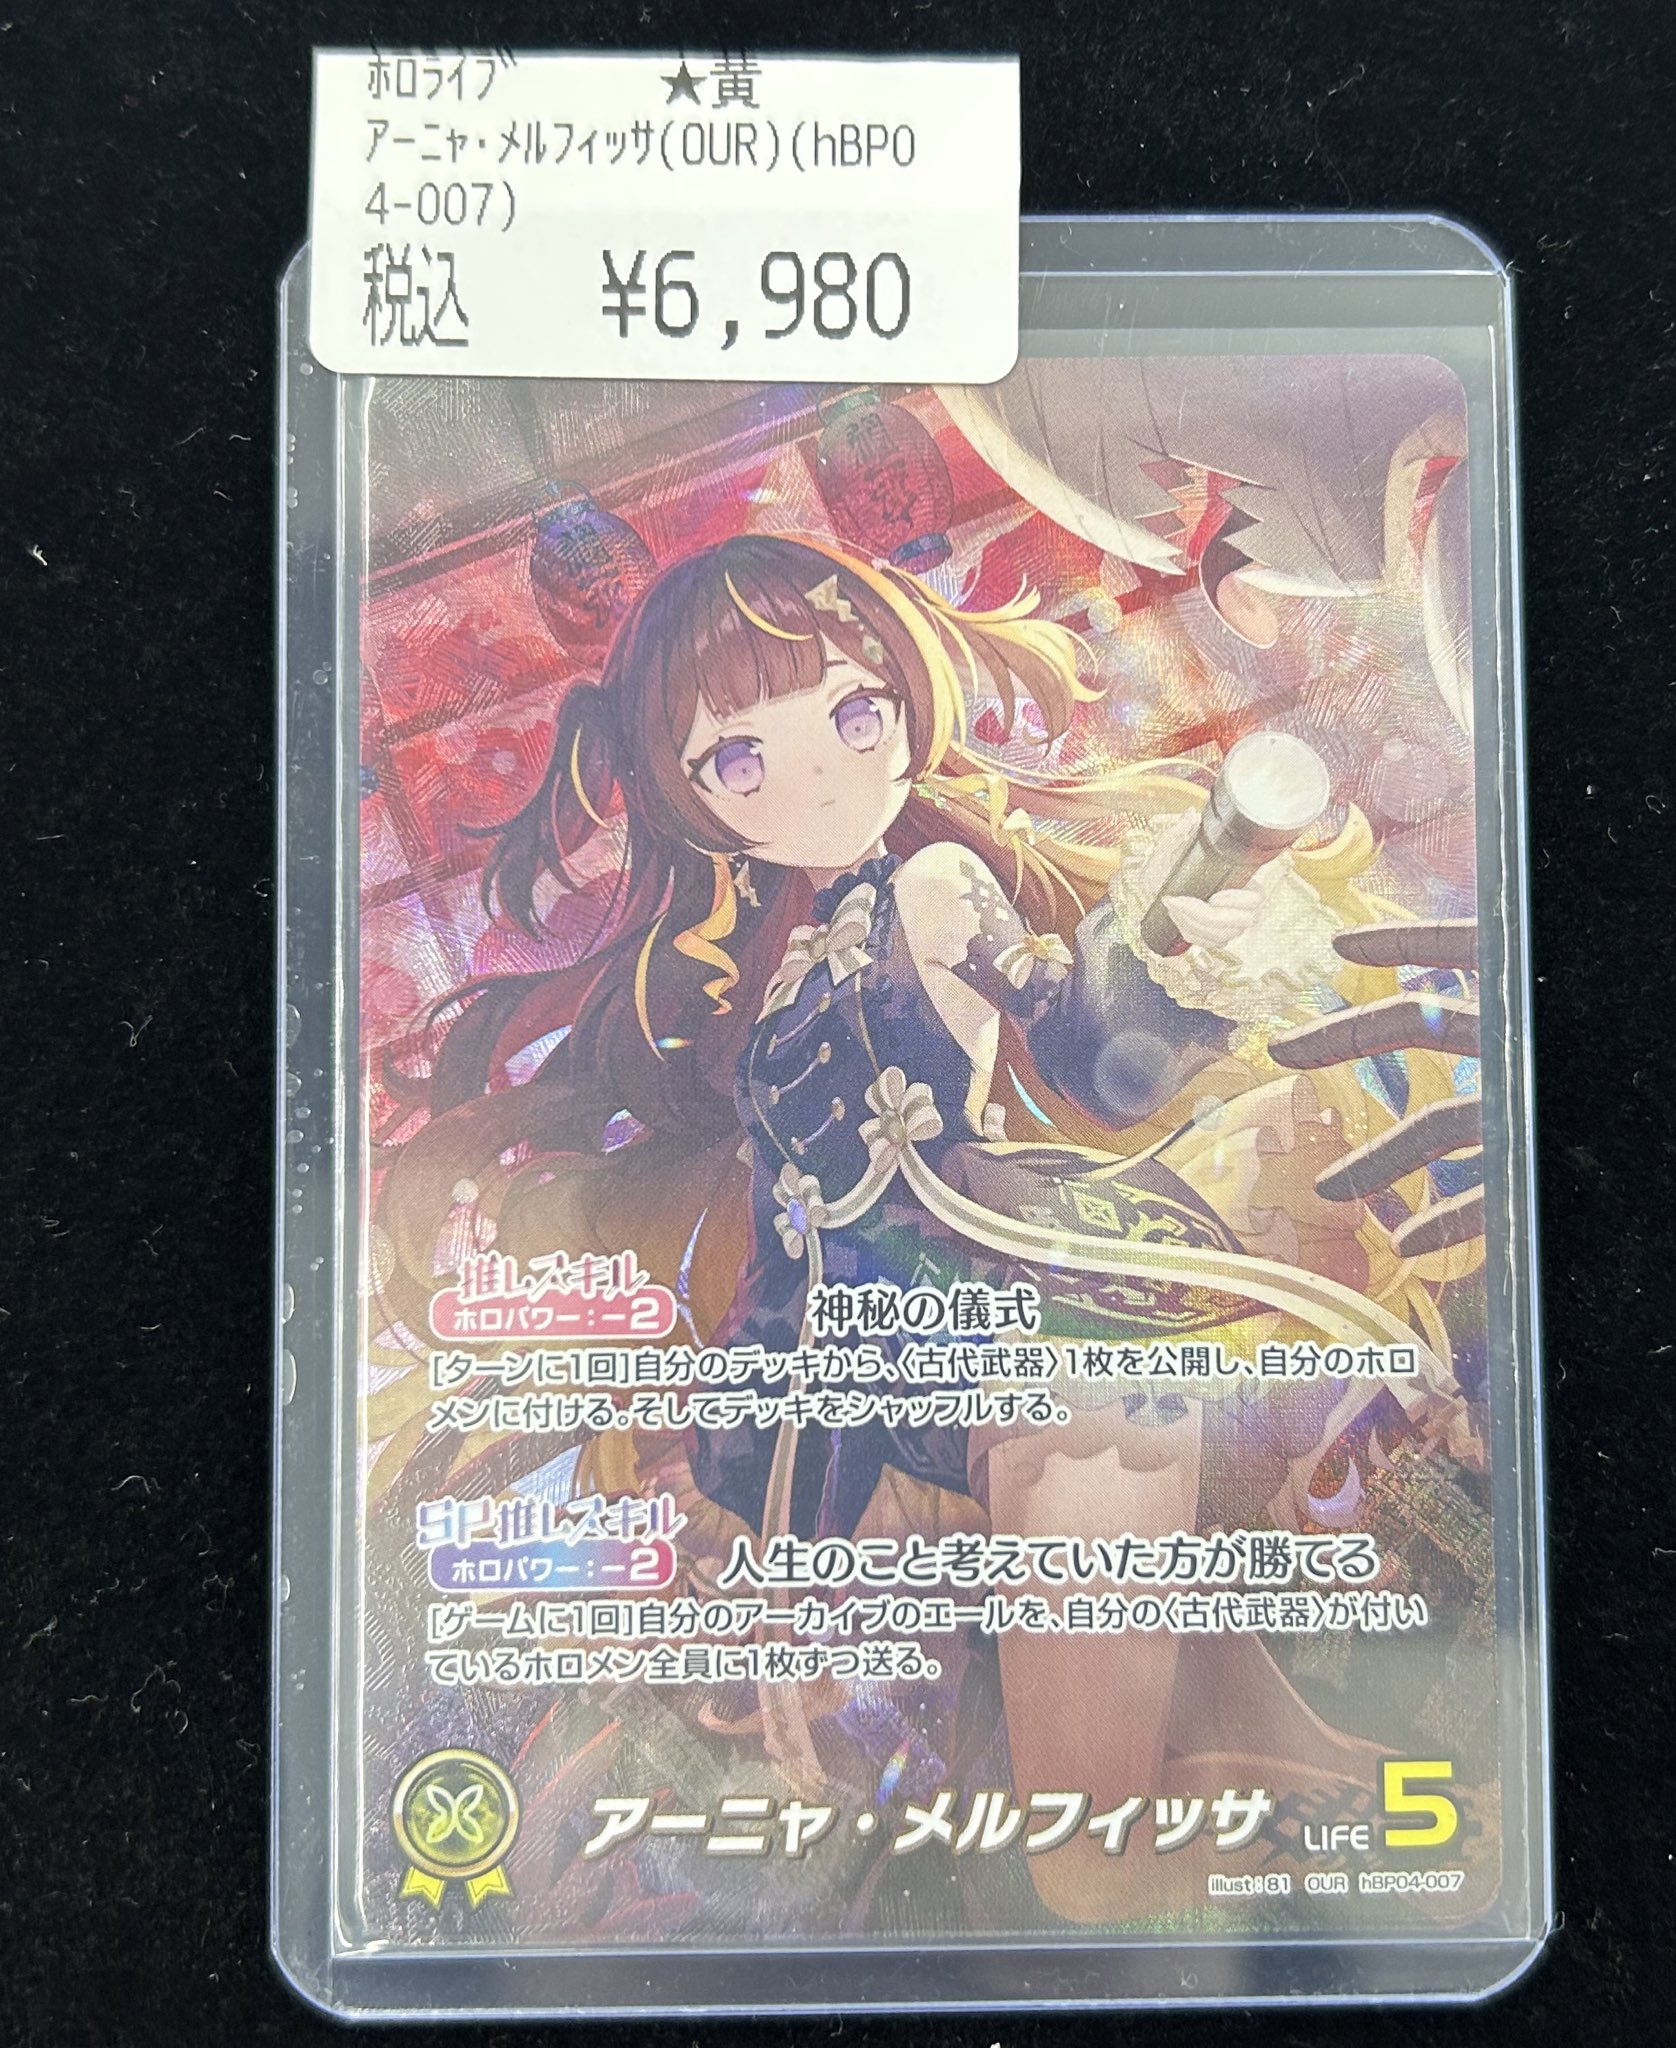 ﾎﾛﾗｲﾌﾞ ★黄
ｱｰﾆｬ・ﾒﾙﾌｨｯｻ(OUR)(hBP0
4-007)
税込 ¥6,980
推しスキル
ホロパワー：－2
神秘の儀式
[ターンに1回]自分のデッキから、〈古代武器〉1枚を公開し、自分のホロ
メンに付ける。そしてデッキをシャッフルする。
SP推しスキル
ホロパワー：－2
人生のこと考えていた方が勝てる
[ゲームに1回]自分のアーカイブのエールを、自分の〈古代武器〉が付い
ているホロメン全員に1枚ずつ送る。
アーニャ・メルフィッサ LIFE 5
illust：81 OUR hBP04-007